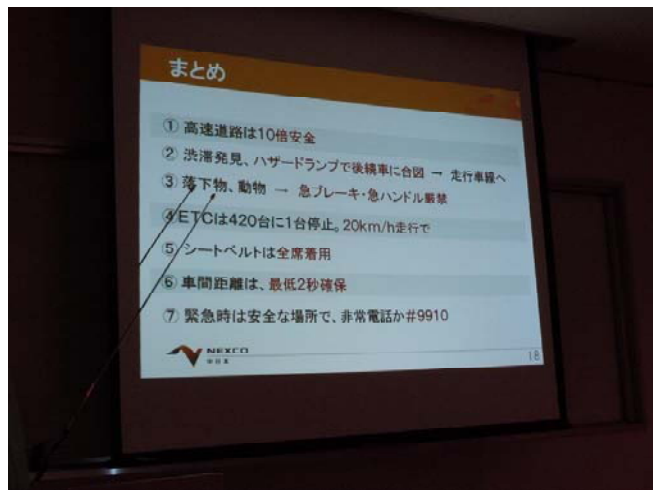 まとめ
① 高速道路は10倍安全
② 渋滞発見、ハザードランプで後続車に合図 → 走行車線へ
③ 落下物、動物 → 急ブレーキ・急ハンドル厳禁
④ ETCは420台に1台停止。20km/h走行で
⑤ シートベルトは全席着用
⑥ 車間距離は、最低2秒確保
⑦ 緊急時は安全な場所で、非常電話か#9910
NEXCO
18